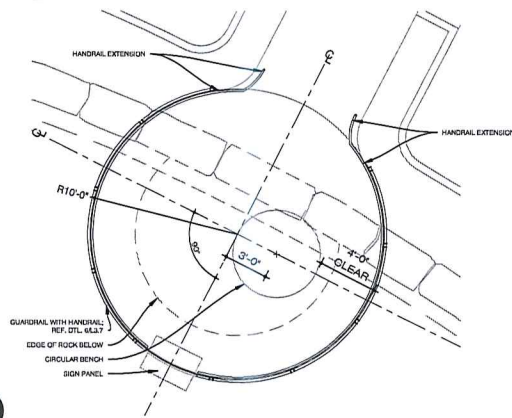 HANDRAIL EXTENSION
HANDRAIL EXTENSION
R10'-0"
3'-0"
4'-0"
CLEAR
GUARDRAIL WITH HANDRAIL;
EDGE OF ROCK BELOW
CIRCULAR BENCH
SIGN PANEL